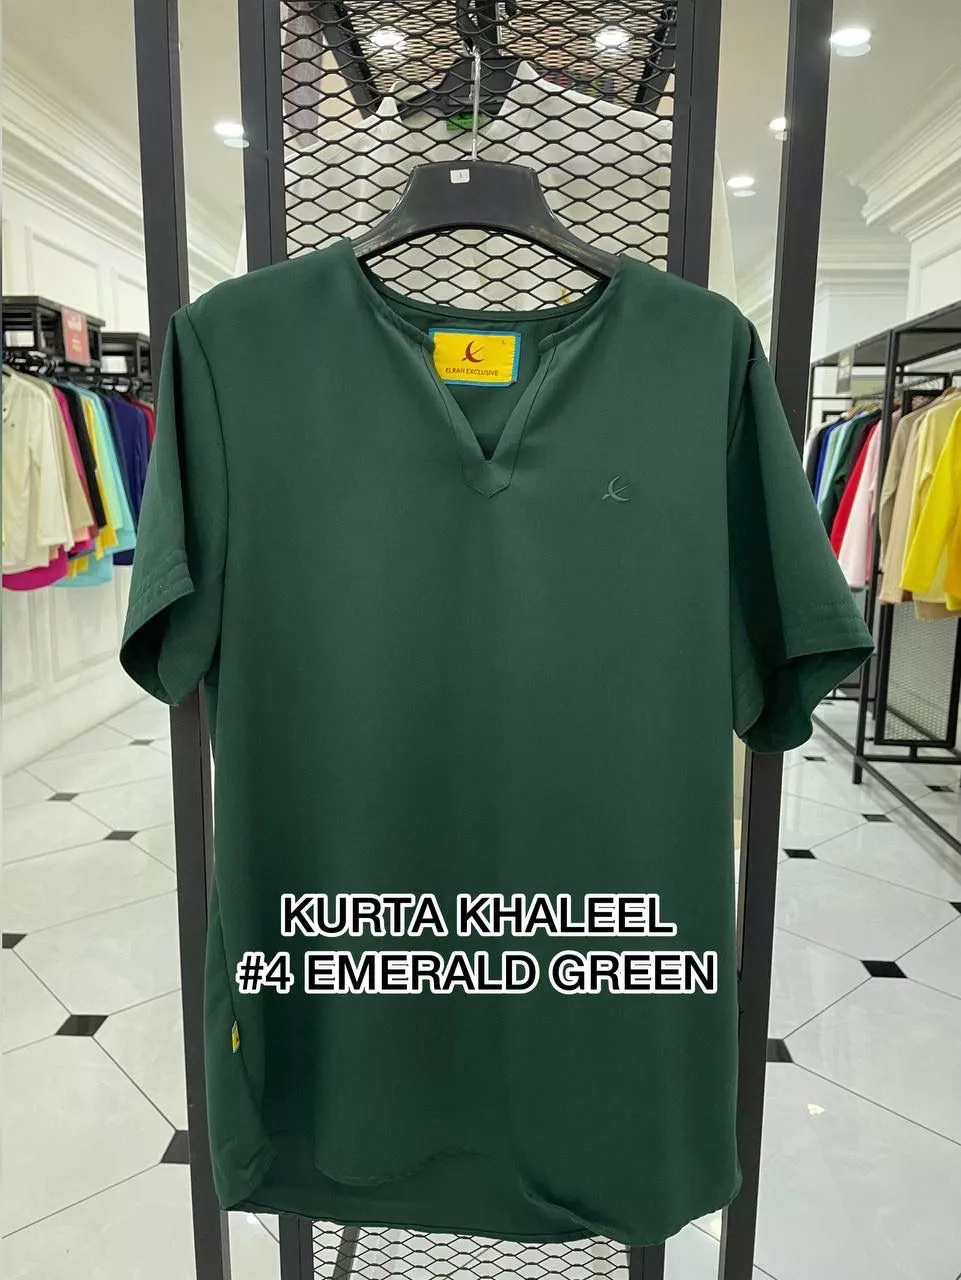 L
ELRAH EXCLUSIVE
KURTA KHALEEL
#4 EMERALD GREEN